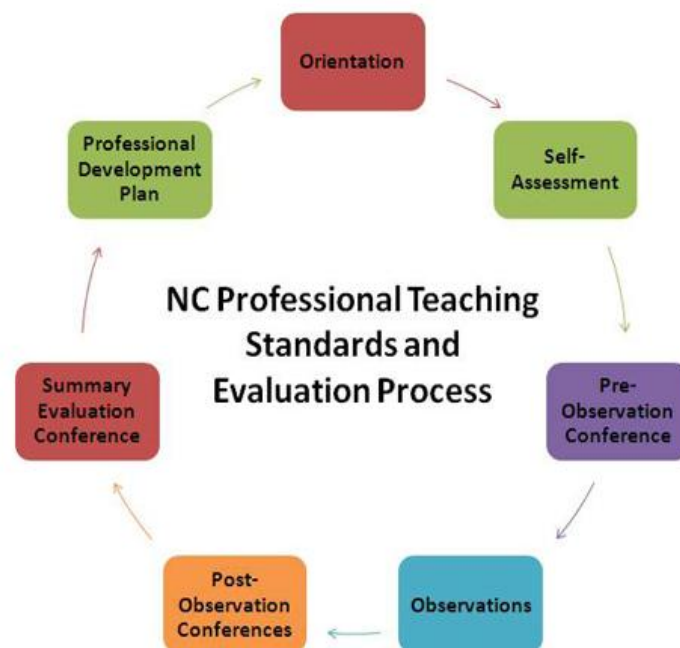 Orientation
Self-
Assessment
Pre-
Observation
Conference
Observations
Post-
Observation
Conferences
Summary
Evaluation
Conference
Professional
Development
Plan
NC Professional Teaching
Standards and
Evaluation Process